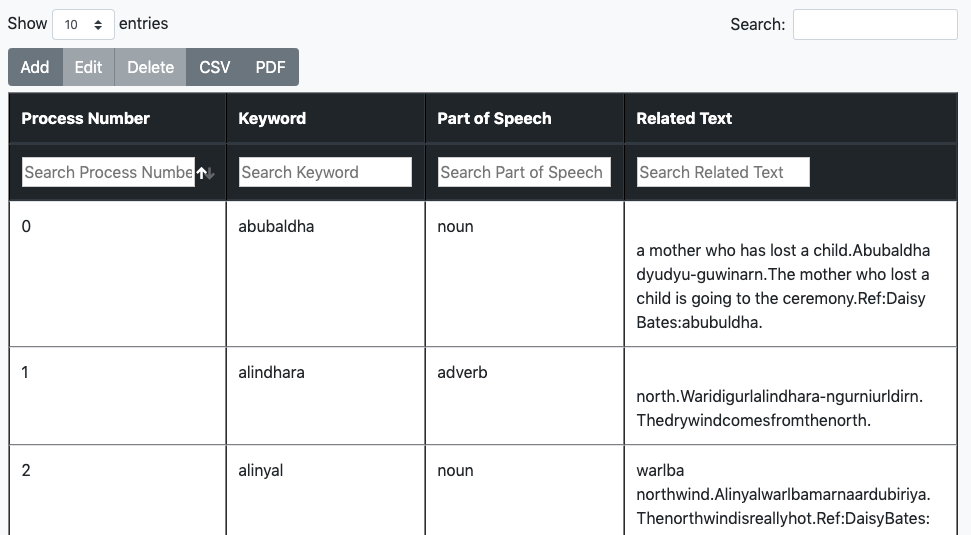 Show 10 entries Search:
Add Edit Delete CSV PDF
Process Number Keyword Part of Speech Related Text
Search Process Numbe Search Keyword Search Part of Speech Search Related Text
0 abubaldha noun
a mother who has lost a child.Abubaldha
dyudyu-guwinarn.The mother who lost a
child is going to the ceremony.Ref:Daisy
Bates:abubuldha.
1 alindhara adverb
north.Waridigurlalindhara-ngurniurldirn.
Thedrywindcomesfromthenorth.
2 alinyal noun warlba
northwind.Alinyalwarlbamarnaardubiriya.
Thenorthwindisreallyhot.Ref:DaisyBates: